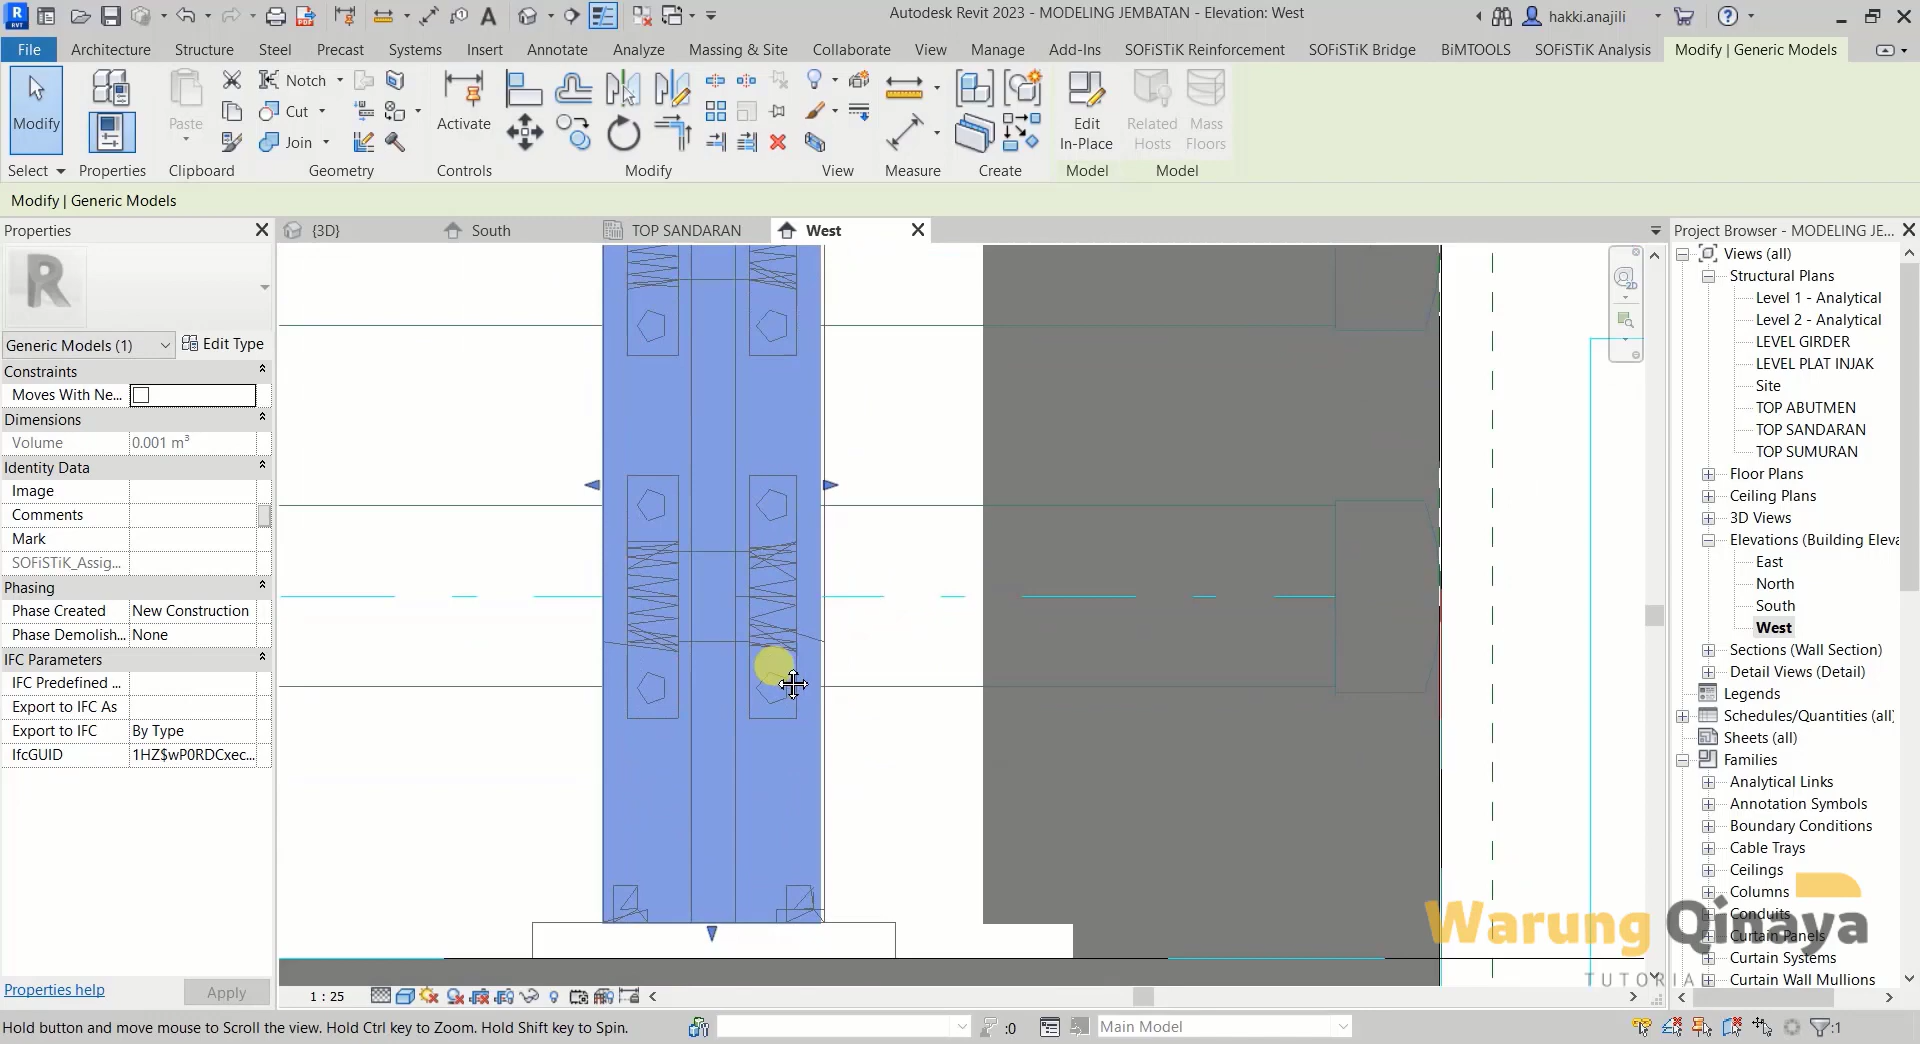 Autodesk Revit 2023 - MODELING JEMBATAN - Elevation: West
hakki.anajili
File Architecture Structure Steel Precast Systems Insert Annotate Analyze Massing & Site Collaborate View Manage Add-Ins SOFiSTiK Reinforcement SOFiSTiK Bridge BiMTOOLS SOFiSTiK Analysis Modify | Generic Models
Modify Paste Notch Cut Join Activate Edit In-Place Related Hosts Mass Floors
Select Properties Clipboard Geometry Controls Modify View Measure Create Model Model
Modify | Generic Models
Properties
{3D} South TOP SANDARAN West
Project Browser - MODELING JE...
Generic Models (1) Edit Type
Constraints
Moves With Ne...
Dimensions
Volume 0.001 m³
Identity Data
Image
Comments
Mark
SOFiSTiK_Assig...
Phasing
Phase Created New Construction
Phase Demolish... None
IFC Parameters
IFC Predefined ...
Export to IFC As
Export to IFC By Type
IfcGUID 1HZ$wP0RDCxec...
Properties help Apply
2D
Views (all)
Structural Plans
Level 1 - Analytical
Level 2 - Analytical
LEVEL GIRDER
LEVEL PLAT INJAK
Site
TOP ABUTMEN
TOP SANDARAN
TOP SUMURAN
Floor Plans
Ceiling Plans
3D Views
Elevations (Building Eleva
East
North
South
West
Sections (Wall Section)
Detail Views (Detail)
Legends
Schedules/Quantities (all)
Sheets (all)
Families
Analytical Links
Annotation Symbols
Boundary Conditions
Cable Trays
Ceilings
Columns
Conduits
Curtain Panels
Curtain Systems
Curtain Wall Mullions
Warung Qinaya
TUTORIA
1 : 25
Hold button and move mouse to Scroll the view. Hold Ctrl key to Zoom. Hold Shift key to Spin.
:0
Main Model
:1